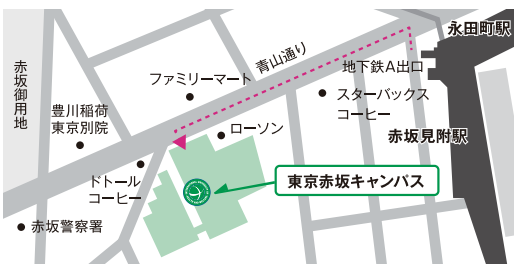 永田町駅
青山通り
地下鉄A出口
赤坂御用地
ファミリーマート
スターバックス
コーヒー
豊川稲荷
東京別院
ローソン
赤坂見附駅
ドトール
コーヒー
東京赤坂キャンパス
赤坂警察署